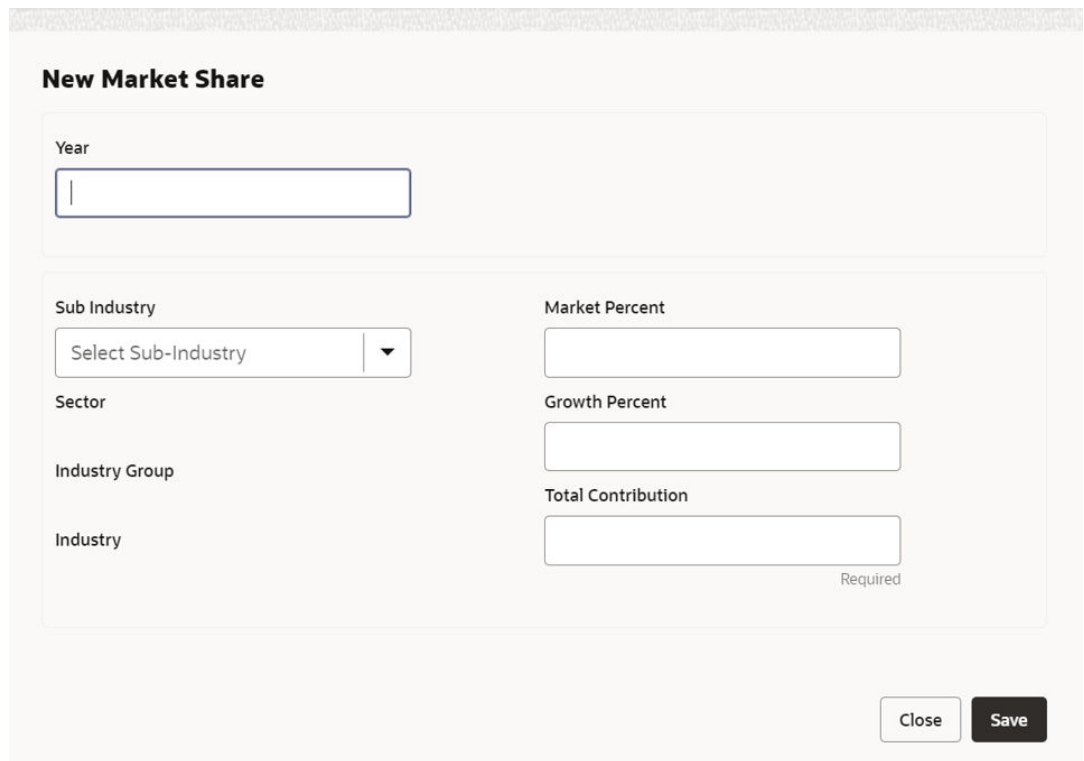 New Market Share
Year
Sub Industry
Select Sub-Industry
Sector
Industry Group
Industry
Market Percent
Growth Percent
Total Contribution
Required
Close
Save